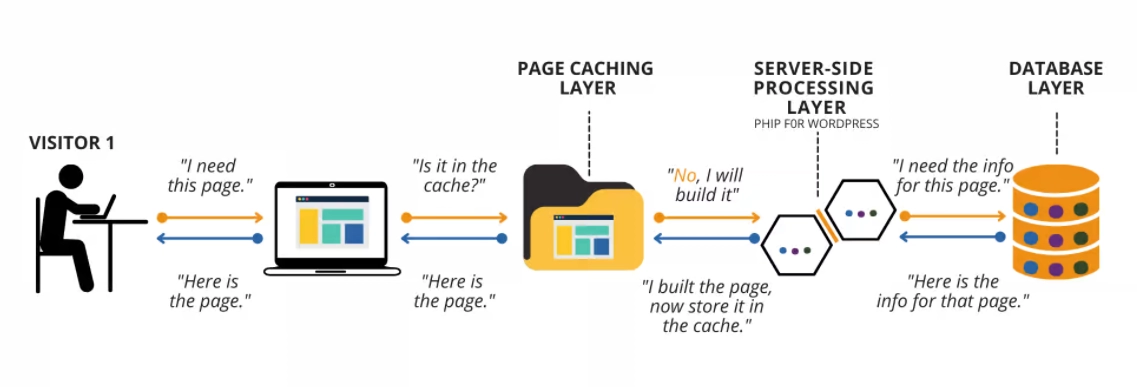 PAGE CACHING
LAYER
SERVER-SIDE
PROCESSING
LAYER
PHIP F0R WORDPRESS
DATABASE
LAYER
VISITOR 1
"I need
this page."
"Is it in the
cache?"
"No, I will
build it"
"I need the info
for this page."
"Here is
the page."
"Here is
the page."
"I built the page,
now store it in
the cache."
"Here is the
info for that page."